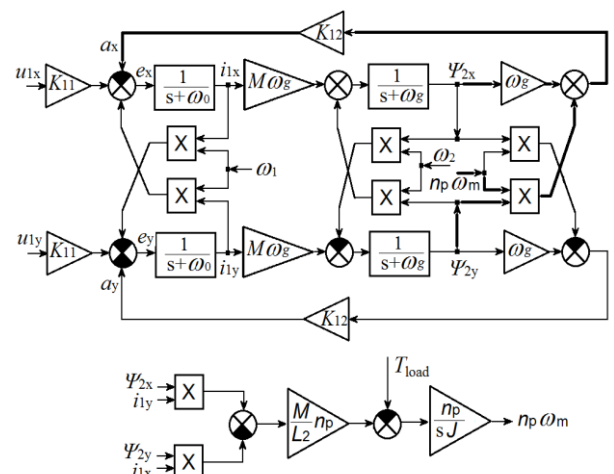 K12
ax
u1x K11 ex 1/(s+ω0) i1x Mωg 1/(s+ωg) Ψ2x ωg
X X X
ω1 ω2
npωm
X X X
u1y K11 ey 1/(s+ω0) i1y Mωg 1/(s+ωg) Ψ2y ωg
ay
K12
Tload
Ψ2x
i1y X
M/L2 np np/(sJ) npωm
Ψ2y
i1x X